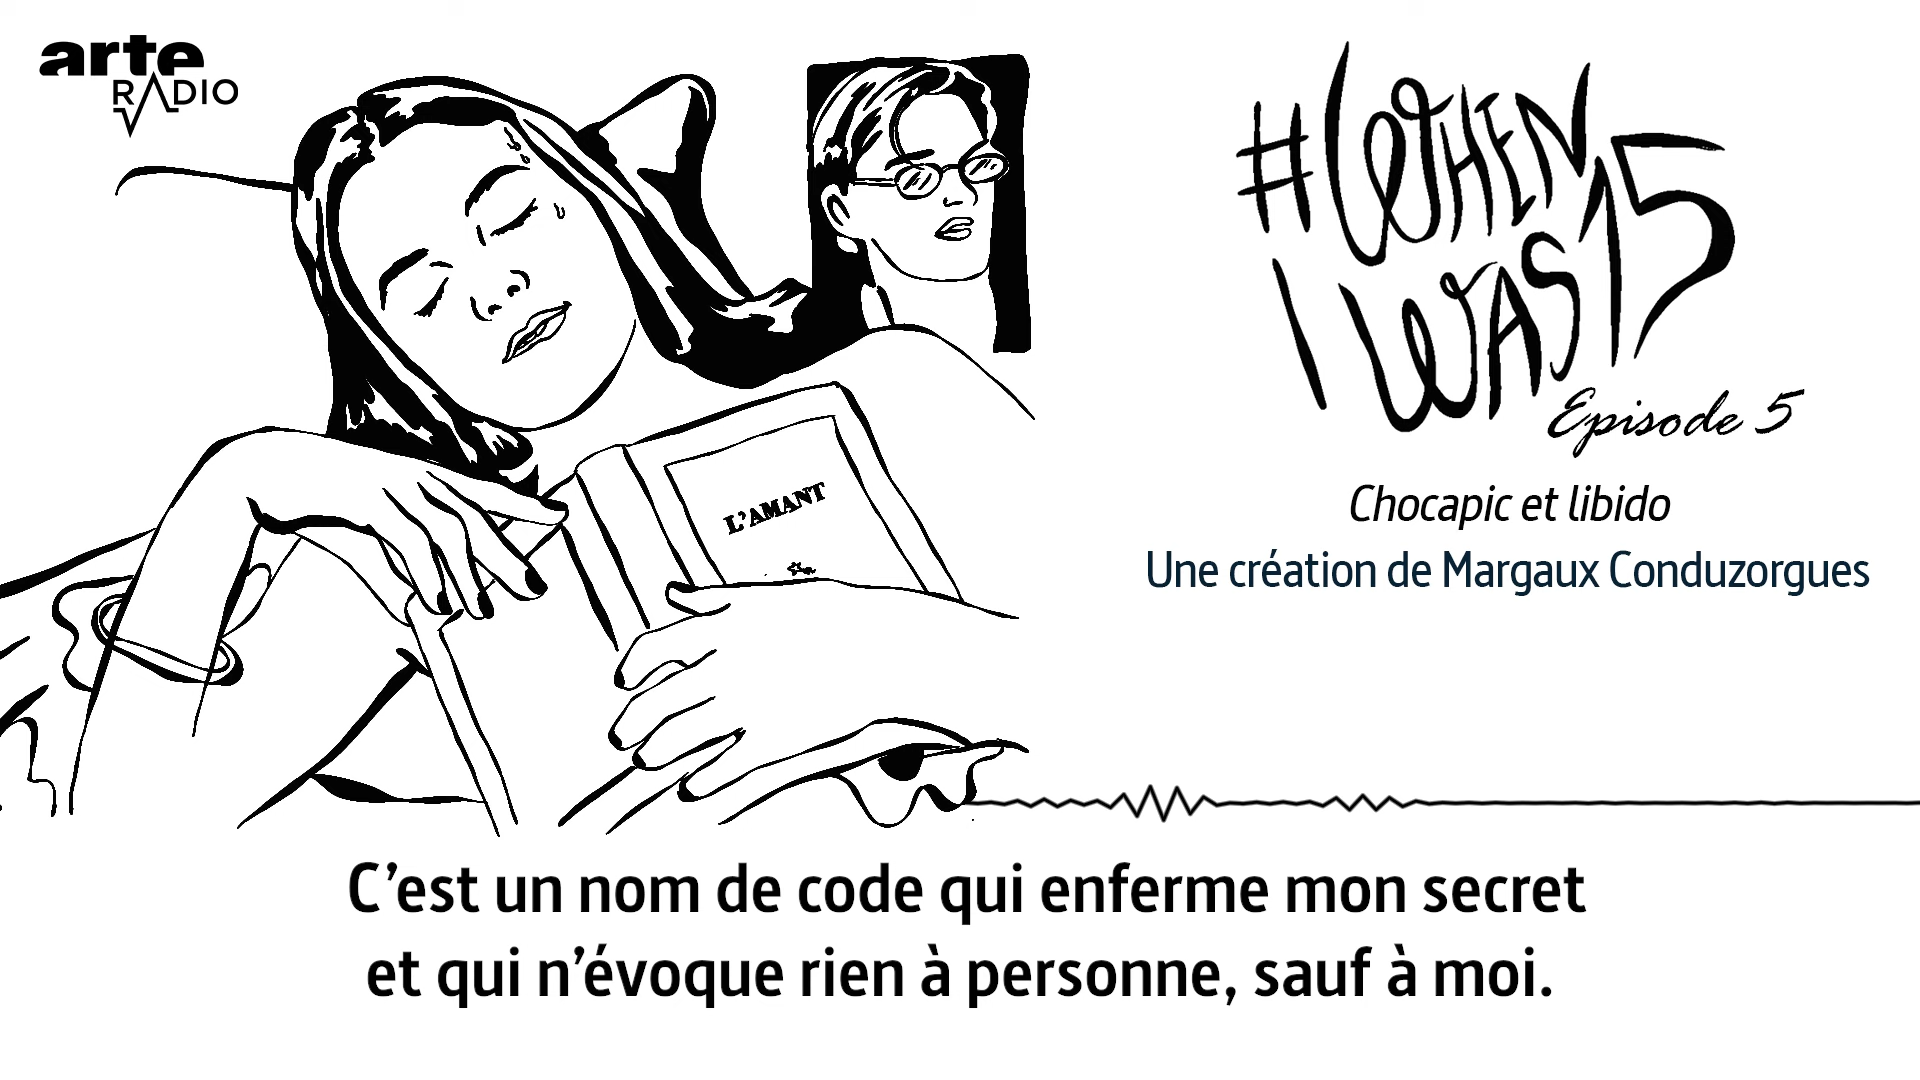 arte
RADIO
#WHEN
I WAS 15
Episode 5
Chocapic et libido
Une création de Margaux Conduzorgues
L'AMANT
C’est un nom de code qui enferme mon secret
et qui n’évoque rien à personne, sauf à moi.